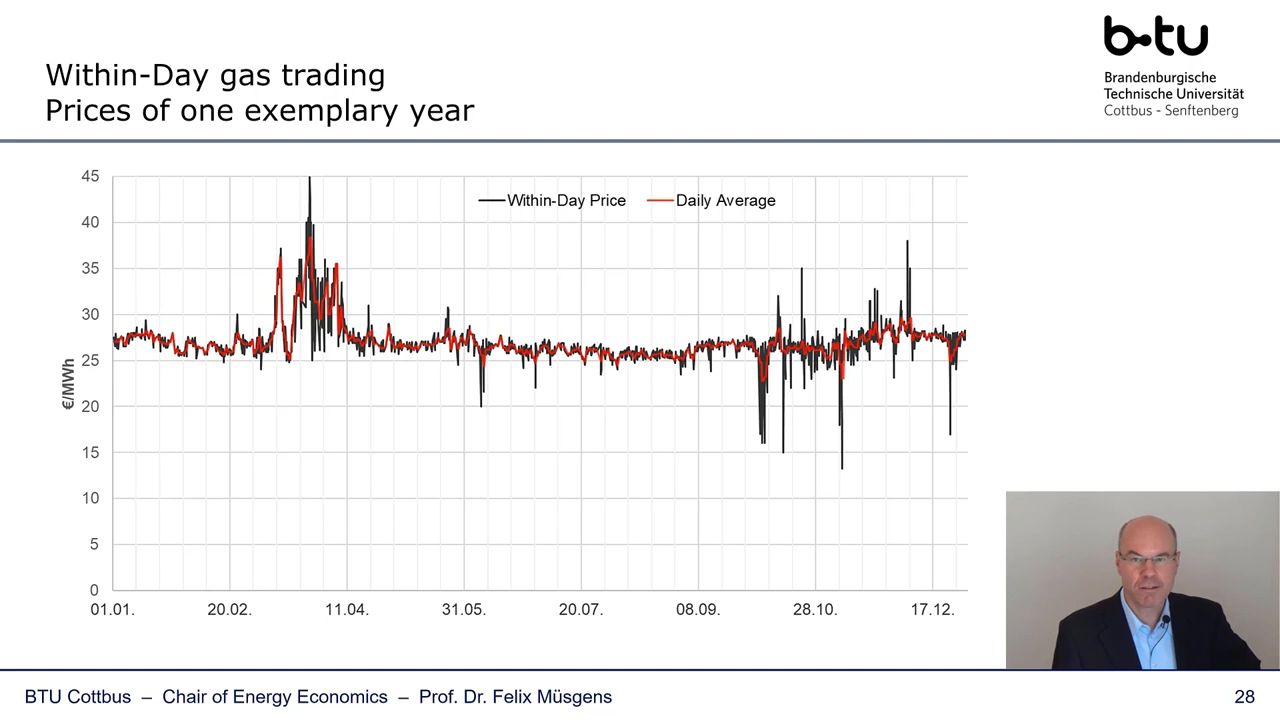 b-tu
Brandenburgische
Technische Universität
Cottbus - Senftenberg
Within-Day gas trading
Prices of one exemplary year
Within-Day Price
Daily Average
€/MWh
45
40
35
30
25
20
15
10
5
0
01.01.
20.02.
11.04.
31.05.
20.07.
08.09.
28.10.
17.12.
BTU Cottbus – Chair of Energy Economics – Prof. Dr. Felix Müsgens
28